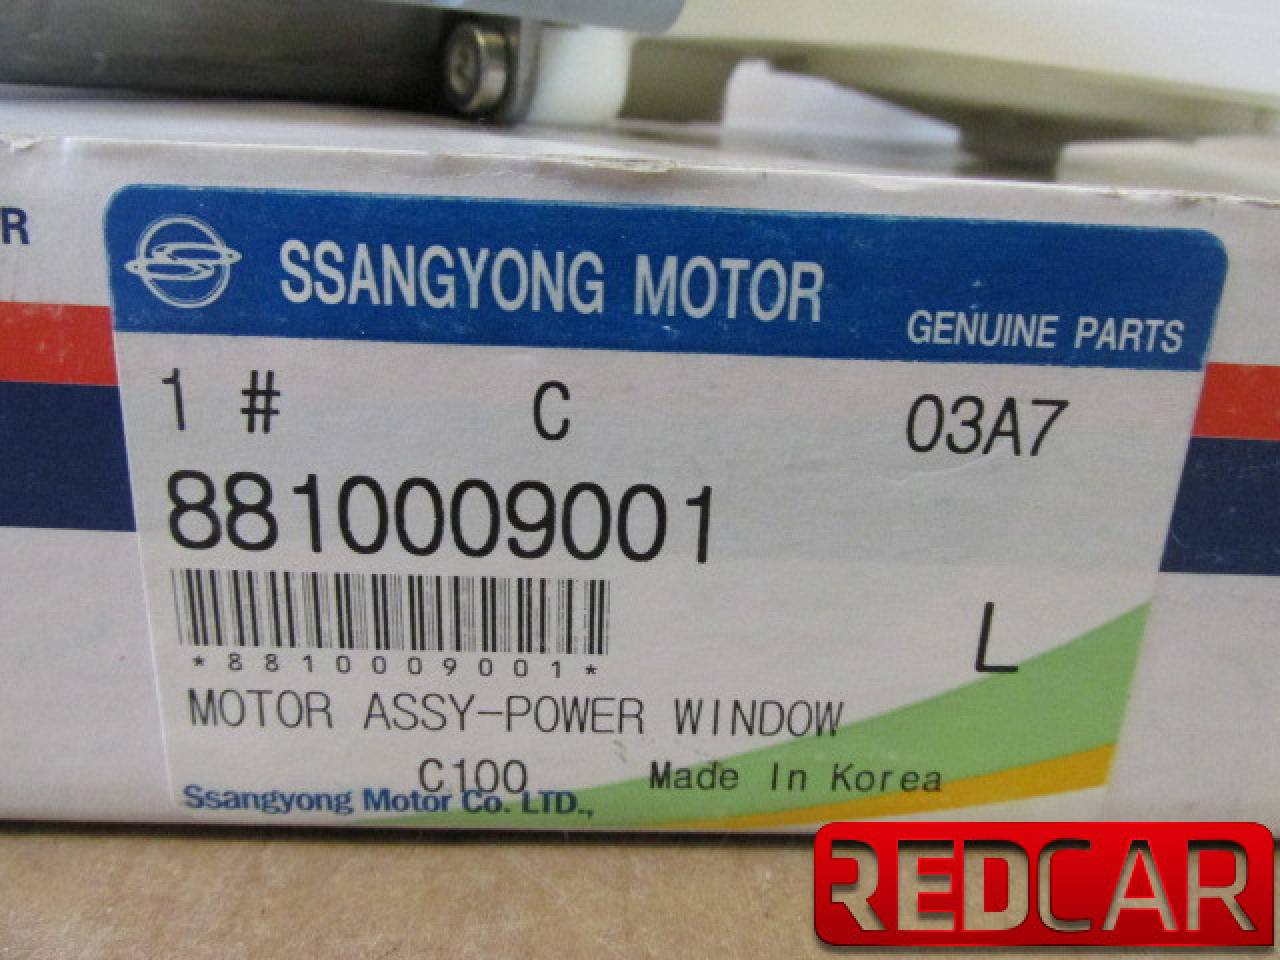 R
SSANGYONG MOTOR
GENUINE PARTS
1 # C 03A7
8810009001
*8810009001*
L
MOTOR ASSY-POWER WINDOW
C100 Made In Korea
Ssangyong Motor Co. LTD.,
REDCAR